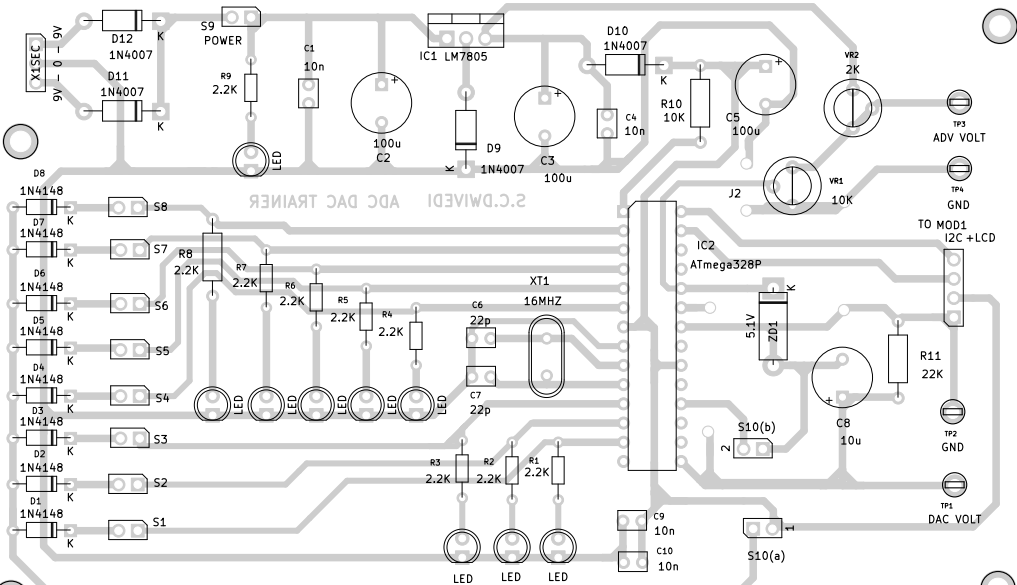 S9
POWER
D12
1N4007
K
9V - 0 - 9V
X1SEC
D11
1N4007
K
R9
2.2K
LED
C1
10n
100u
C2
IC1 LM7805
D9
1N4007
K
C3
100u
D10
1N4007
K
C4
10n
R10
10K
C5
100u
VR2
2K
TP3
ADV VOLT
J2
VR1
10K
TP4
GND
ADC DAC TRAINER
S.C.DWIVEDI
TO MOD1
I2C +LCD
D8
1N4148
K
S8
D7
1N4148
K
S7
D6
1N4148
K
S6
D5
1N4148
K
S5
D4
1N4148
K
S4
D3
1N4148
K
S3
D2
1N4148
K
S2
D1
1N4148
K
S1
R8
2.2K
R7
2.2K
R6
2.2K
R5
2.2K
R4
2.2K
LED
LED
LED
LED
LED
C6
22p
C7
22p
XT1
16MHZ
IC2
ATmega328P
K
5.1V
ZD1
R11
22K
C8
10u
TP2
GND
S10(b)
2
R3
2.2K
R2
2.2K
R1
2.2K
LED
LED
LED
C9
10n
C10
10n
S10(a)
1
TP1
DAC VOLT